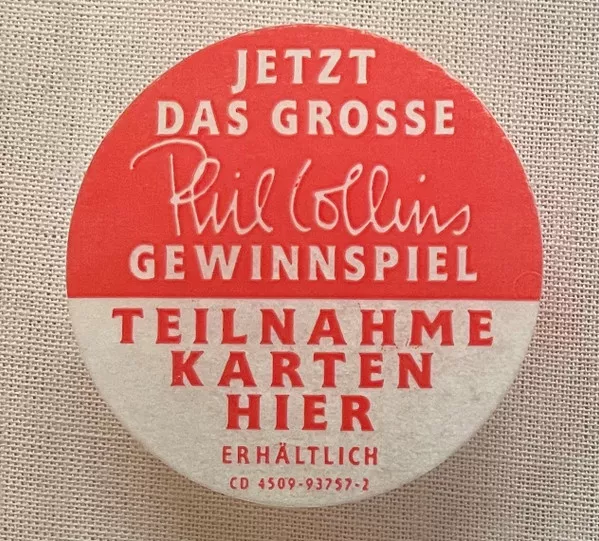 JETZT
DAS GROSSE
Phil Collins
GEWINNSPIEL
TEILNAHME
KARTEN
HIER
ERHÄLTLICH
CD 4509-93757-2